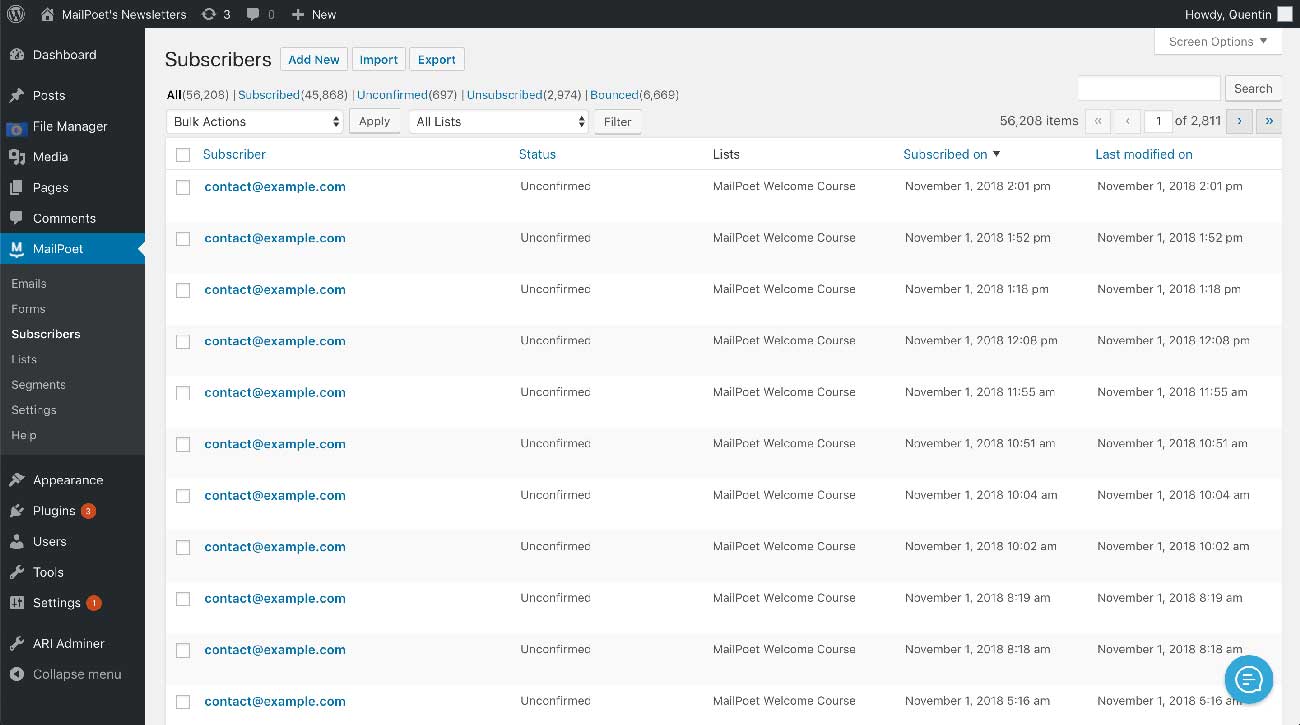 MailPoet's Newsletters 3 0 New Howdy, Quentin
Screen Options
Dashboard
Posts
File Manager
Media
Pages
Comments
MailPoet
Emails
Forms
Subscribers
Lists
Segments
Settings
Help
Appearance
Plugins 3
Users
Tools
Settings 1
ARI Adminer
Collapse menu
Subscribers Add New Import Export
All(56,208) | Subscribed(45,868) | Unconfirmed(697) | Unsubscribed(2,974) | Bounced(6,669)
Search
Bulk Actions Apply All Lists Filter 56,208 items « ‹ 1 of 2,811 › »
Subscriber Status Lists Subscribed on Last modified on
contact@example.com Unconfirmed MailPoet Welcome Course November 1, 2018 2:01 pm November 1, 2018 2:01 pm
contact@example.com Unconfirmed MailPoet Welcome Course November 1, 2018 1:52 pm November 1, 2018 1:52 pm
contact@example.com Unconfirmed MailPoet Welcome Course November 1, 2018 1:18 pm November 1, 2018 1:18 pm
contact@example.com Unconfirmed MailPoet Welcome Course November 1, 2018 12:08 pm November 1, 2018 12:08 pm
contact@example.com Unconfirmed MailPoet Welcome Course November 1, 2018 11:55 am November 1, 2018 11:55 am
contact@example.com Unconfirmed MailPoet Welcome Course November 1, 2018 10:51 am November 1, 2018 10:51 am
contact@example.com Unconfirmed MailPoet Welcome Course November 1, 2018 10:04 am November 1, 2018 10:04 am
contact@example.com Unconfirmed MailPoet Welcome Course November 1, 2018 10:02 am November 1, 2018 10:02 am
contact@example.com Unconfirmed MailPoet Welcome Course November 1, 2018 8:19 am November 1, 2018 8:19 am
contact@example.com Unconfirmed MailPoet Welcome Course November 1, 2018 8:18 am November 1, 2018 8:18 am
contact@example.com Unconfirmed MailPoet Welcome Course November 1, 2018 5:16 am November 1, 2018 5:16 am